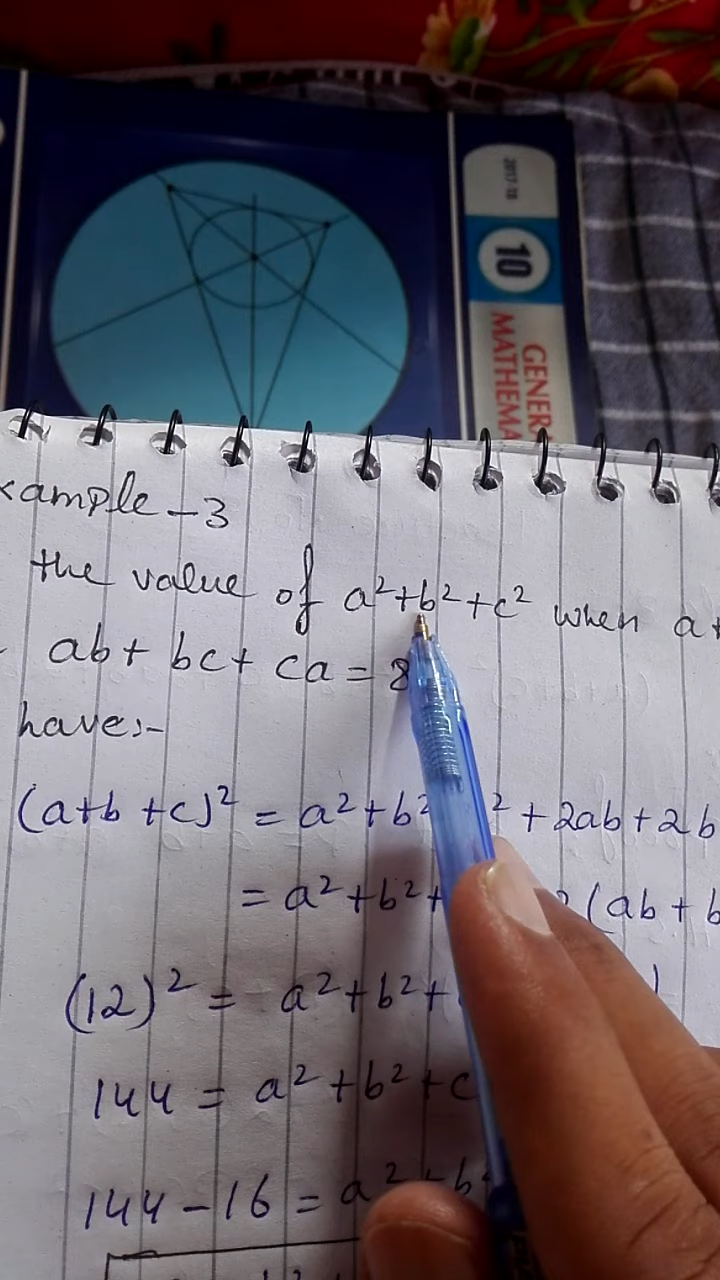 2017-18
10
GENER
MATHEMA
xample-3
the value of a²+b²+c² when a+
ab+ bc+ ca = 8
have:-
(a+b+c)² = a²+b² ² +2ab+2b
= a²+b²+ 2(ab+b
(12)² = a²+b²+
144 = a²+b²+c
144-16 = a²+b²